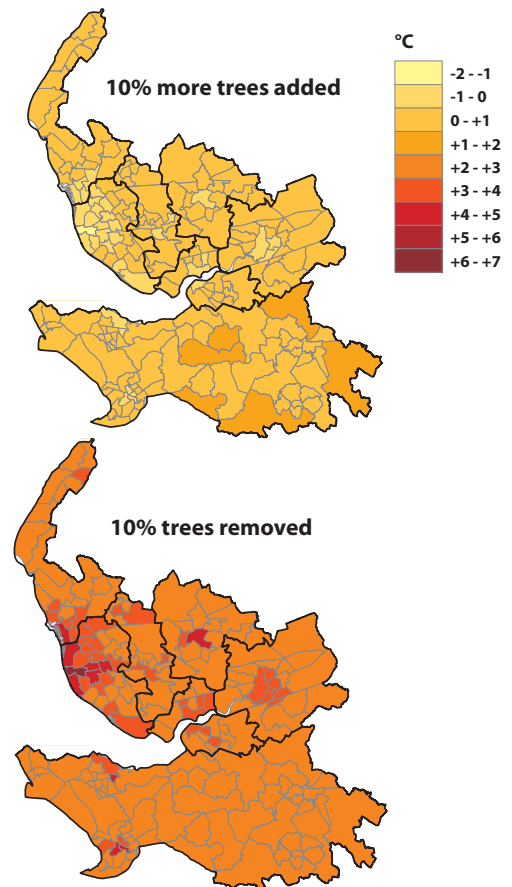 10% more trees added
°C
-2 - -1
-1 - 0
0 - +1
+1 - +2
+2 - +3
+3 - +4
+4 - +5
+5 - +6
+6 - +7
10% trees removed